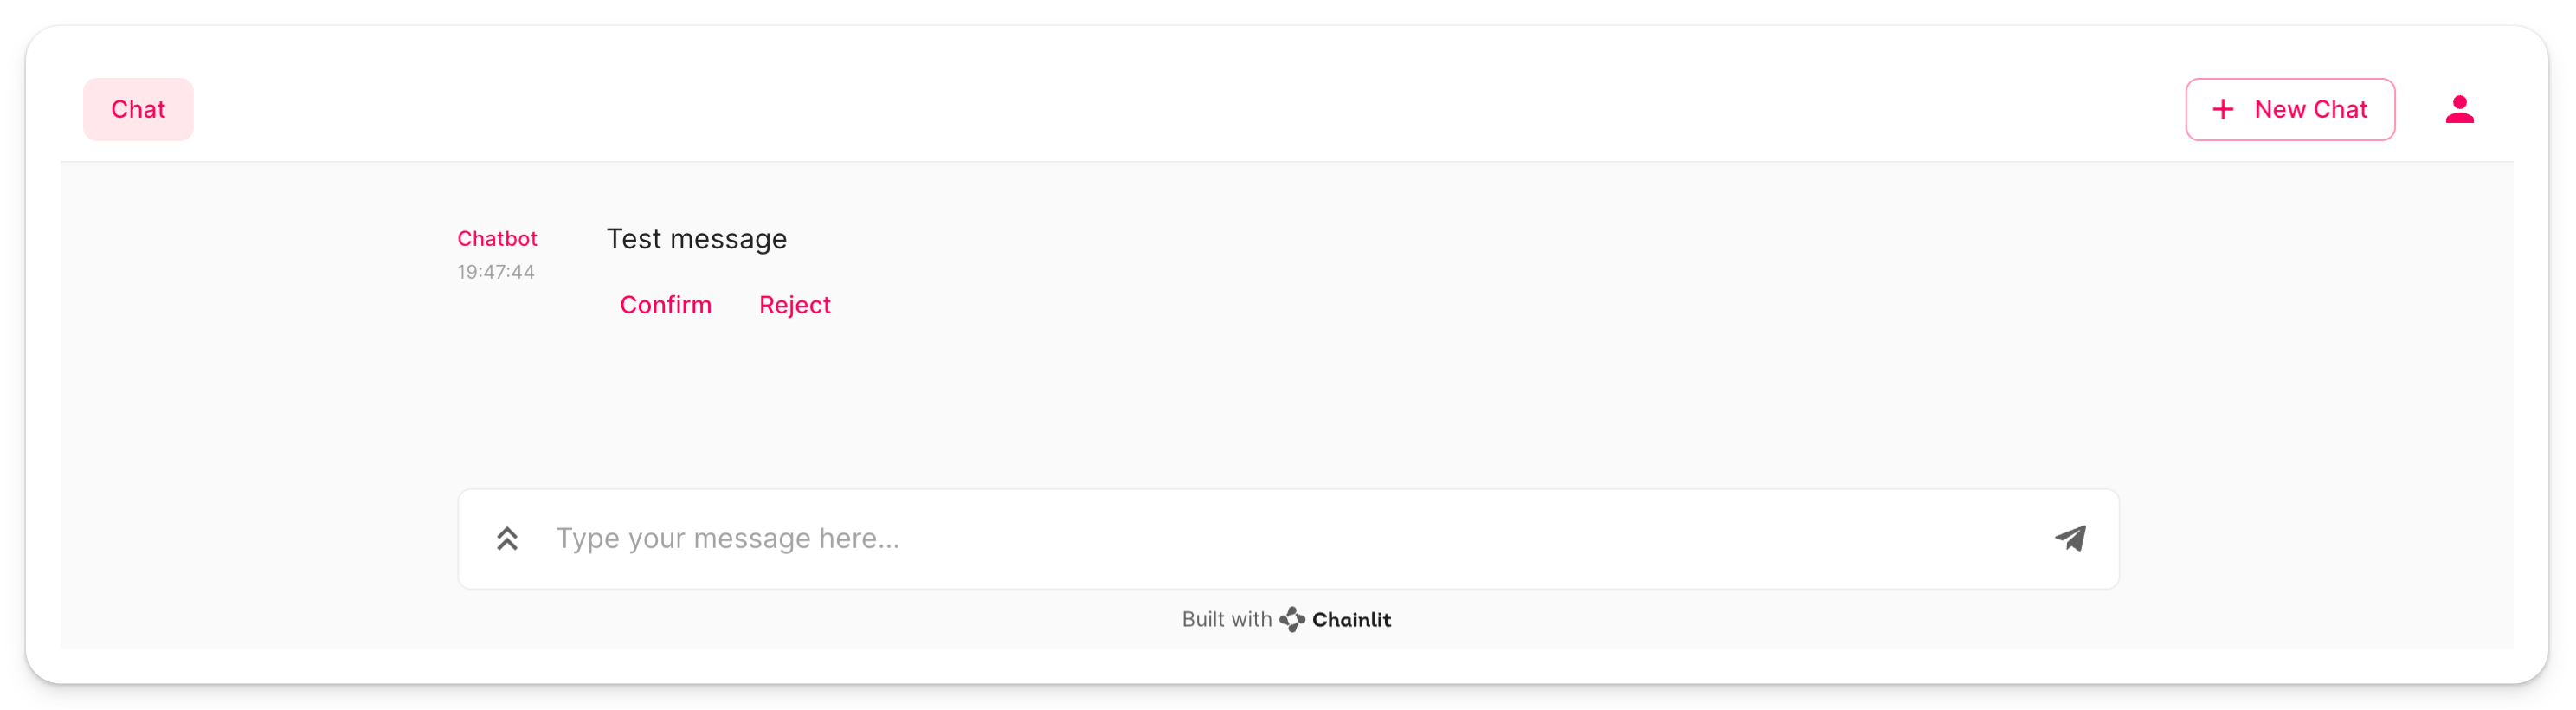 Chat
New Chat
Chatbot
Test message
19:47:44
Confirm Reject
Type your message here...
Built with Chainlit